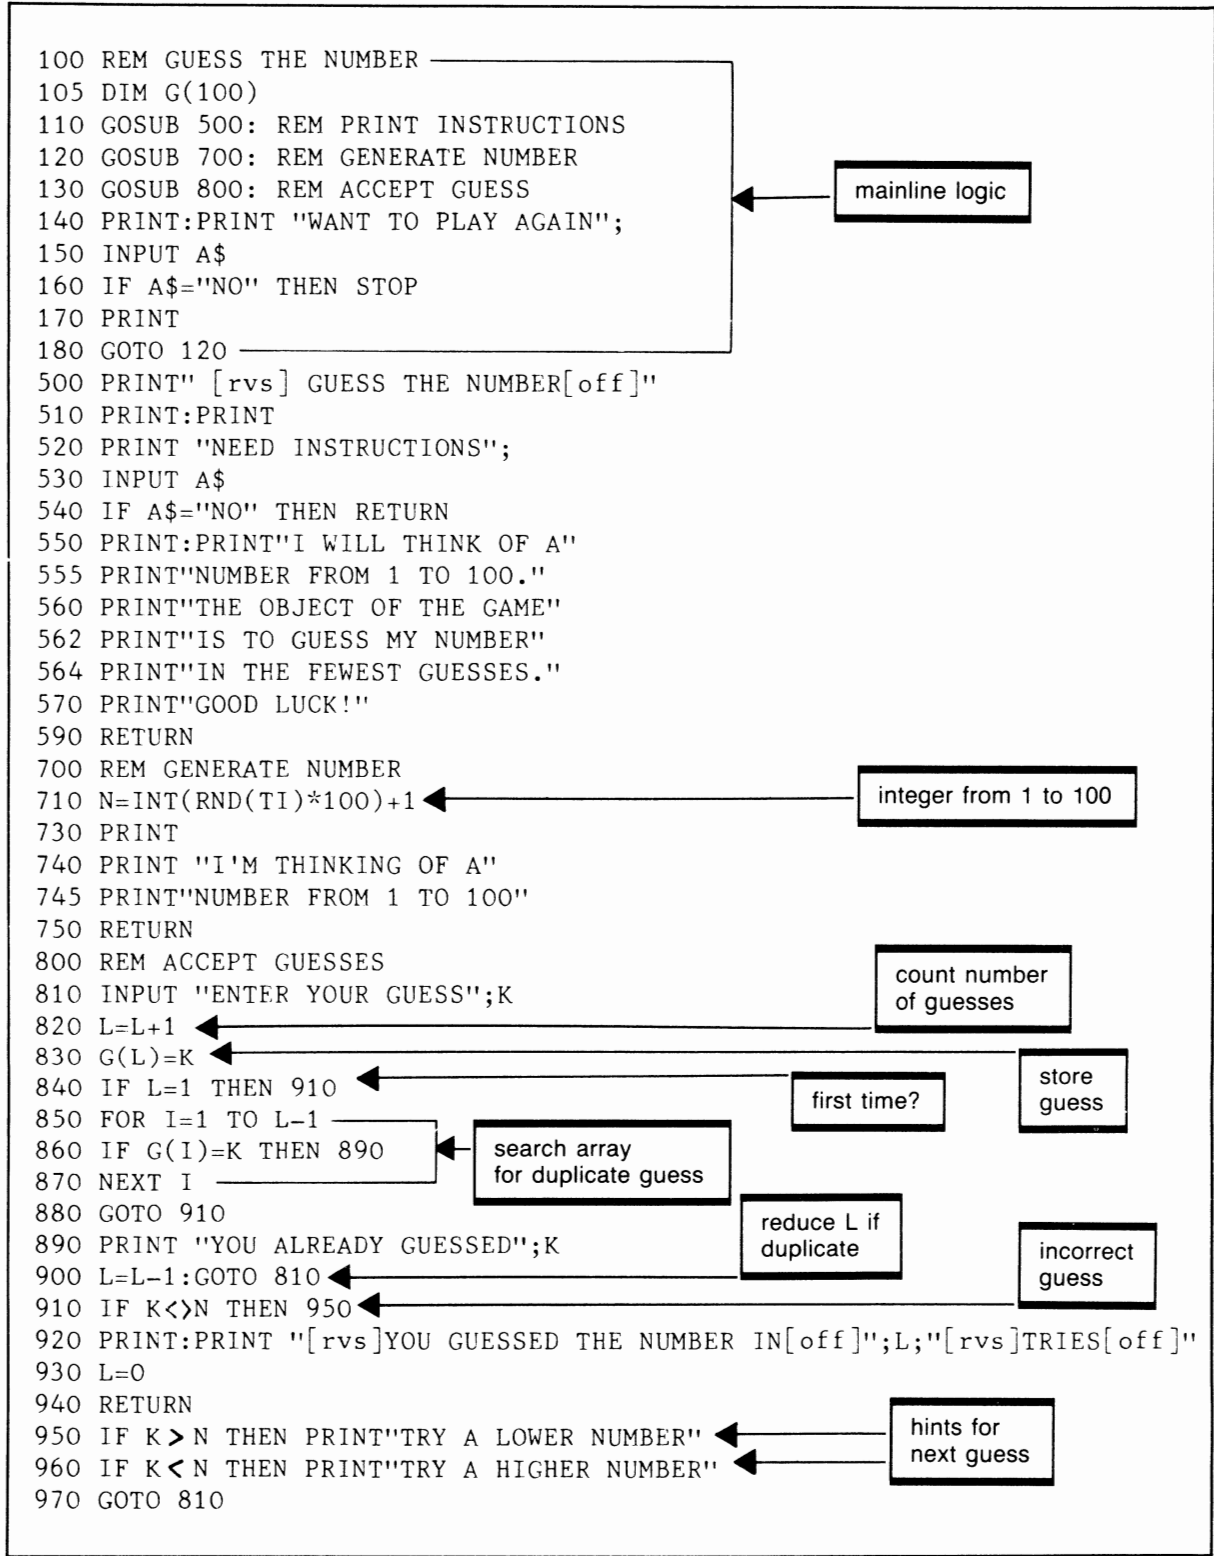 100 REM GUESS THE NUMBER
105 DIM G(100)
110 GOSUB 500: REM PRINT INSTRUCTIONS
120 GOSUB 700: REM GENERATE NUMBER
130 GOSUB 800: REM ACCEPT GUESS
mainline logic
140 PRINT:PRINT "WANT TO PLAY AGAIN";
150 INPUT A$
160 IF A$="NO" THEN STOP
170 PRINT
180 GOTO 120
500 PRINT" [rvs] GUESS THE NUMBER[off]"
510 PRINT:PRINT
520 PRINT "NEED INSTRUCTIONS";
530 INPUT A$
540 IF A$="NO" THEN RETURN
550 PRINT:PRINT"I WILL THINK OF A"
555 PRINT"NUMBER FROM 1 TO 100."
560 PRINT"THE OBJECT OF THE GAME"
562 PRINT"IS TO GUESS MY NUMBER"
564 PRINT"IN THE FEWEST GUESSES."
570 PRINT"GOOD LUCK!"
590 RETURN
700 REM GENERATE NUMBER
710 N=INT(RND(TI)*100)+1
integer from 1 to 100
730 PRINT
740 PRINT "I'M THINKING OF A"
745 PRINT"NUMBER FROM 1 TO 100"
750 RETURN
800 REM ACCEPT GUESSES
810 INPUT "ENTER YOUR GUESS";K
count number
of guesses
820 L=L+1
830 G(L)=K
store
guess
840 IF L=1 THEN 910
first time?
850 FOR I=1 TO L-1
860 IF G(I)=K THEN 890
870 NEXT I
search array
for duplicate guess
880 GOTO 910
890 PRINT "YOU ALREADY GUESSED";K
reduce L if
duplicate
900 L=L-1:GOTO 810
910 IF K<>N THEN 950
incorrect
guess
920 PRINT:PRINT "[rvs]YOU GUESSED THE NUMBER IN[off]";L;"[rvs]TRIES[off]"
930 L=0
940 RETURN
950 IF K > N THEN PRINT"TRY A LOWER NUMBER"
960 IF K < N THEN PRINT"TRY A HIGHER NUMBER"
hints for
next guess
970 GOTO 810